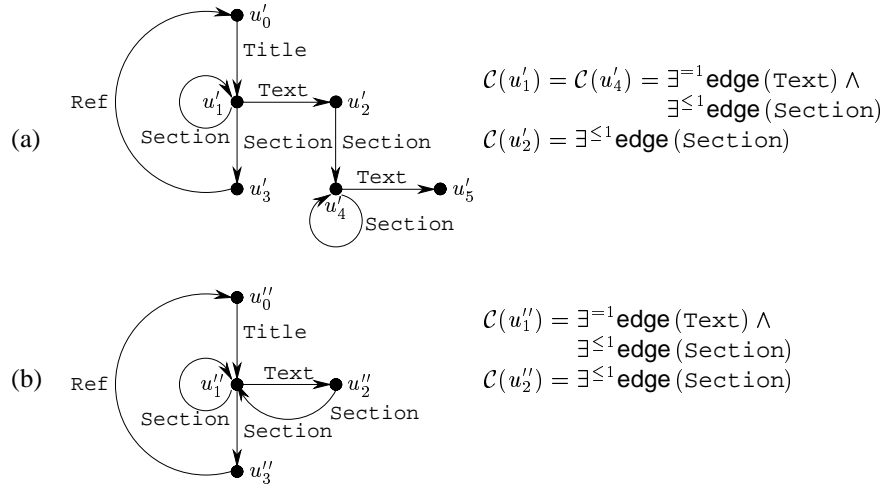 u′₀
Title
Ref
u′₁
Text
u′₂
Section
Section
Section
(a)
u′₃
Text
u′₄
u′₅
Section
C(u′₁) = C(u′₄) = ∃⁼¹edge(Text) ∧
∃≤¹edge(Section)
C(u′₂) = ∃≤¹edge(Section)
u″₀
Title
Ref
(b)
u″₁
Text
u″₂
Section
Section
Section
u″₃
C(u″₁) = ∃⁼¹edge(Text) ∧
∃≤¹edge(Section)
C(u″₂) = ∃≤¹edge(Section)